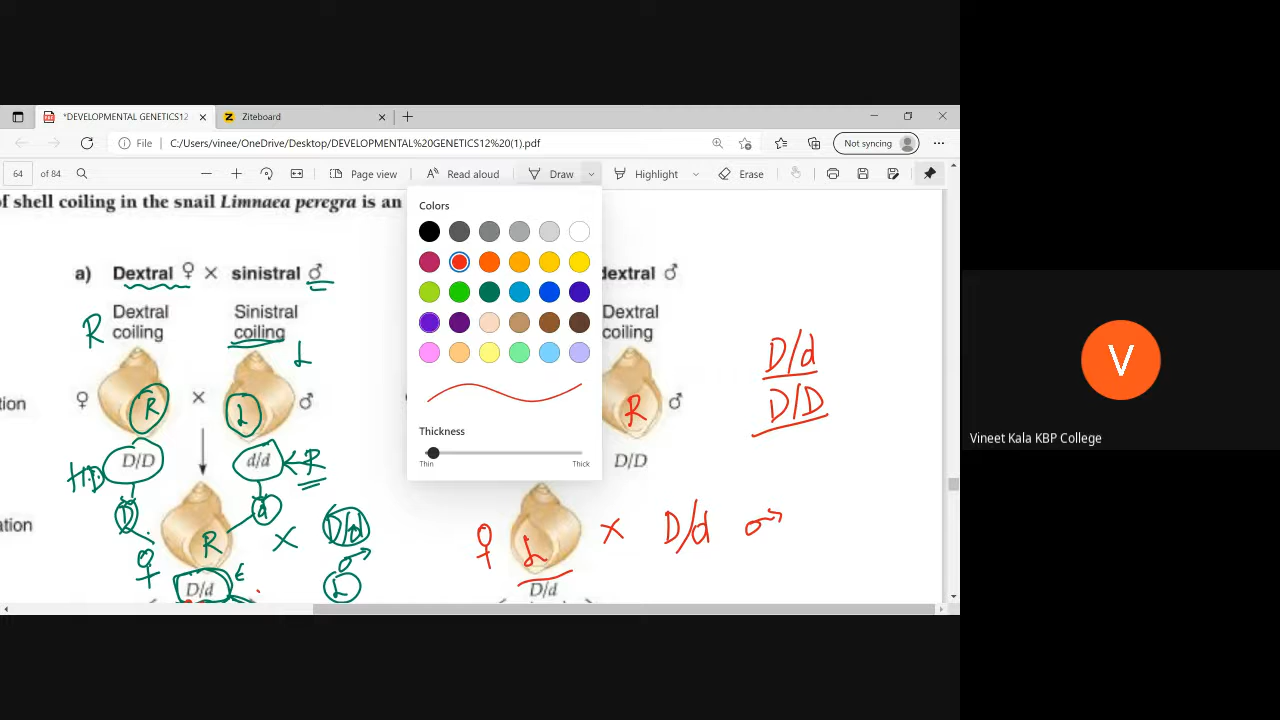 *DEVELOPMENTAL GENETICS12
Ziteboard
File
C:/Users/vinee/OneDrive/Desktop/DEVELOPMENTAL%20GENETICS12%20(1).pdf
Not syncing
64 of 84
Page view
Read aloud
Draw
Highlight
Erase
of shell coiling in the snail Limnaea peregra is an
Colors
Thickness
Thin
Thick
a) Dextral ♀ × sinistral ♂
dextral ♂
Dextral coiling
Sinistral coiling
Dextral coiling
R
L
♀ R × L ♂
R ♂
D/D
d/d
R
D/D
H.D
D
d
D/d
D/D
♀ R × D/d ♂
L
D/d
♀ L × D/d ♂
D/d
V
Vineet Kala KBP College